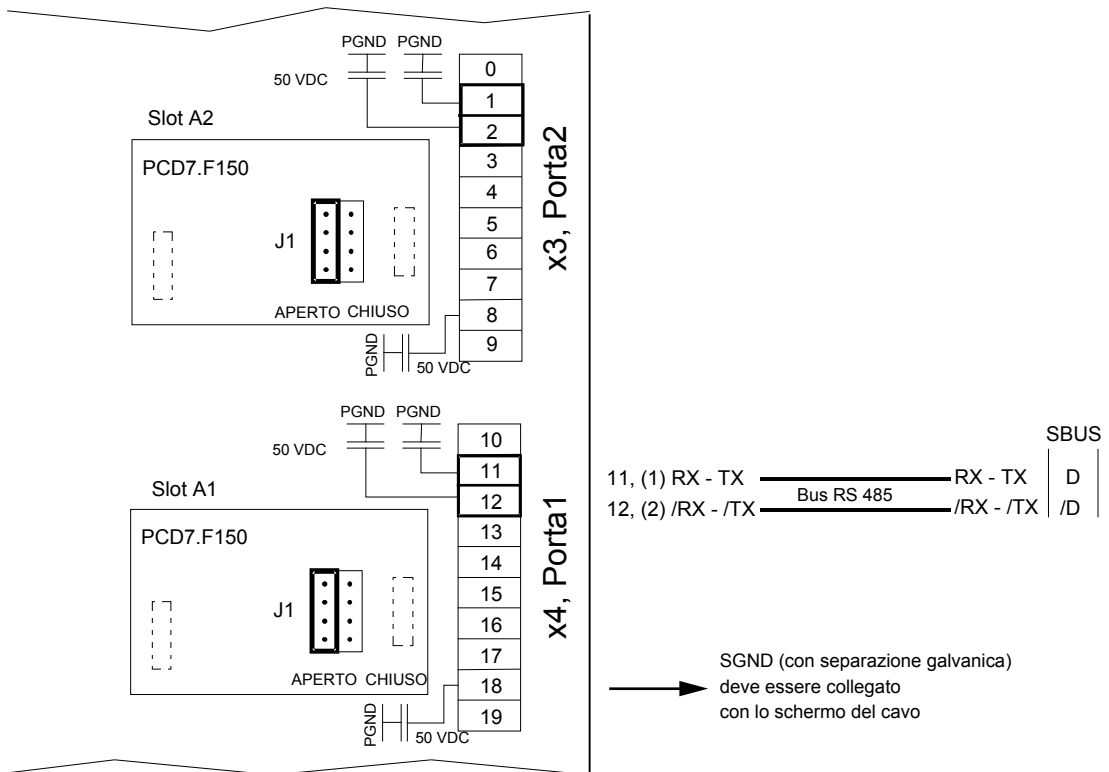 PGND PGND
50 VDC
0
1
2
3
4
5
6
7
8
9
x3, Porta2
Slot A2
PCD7.F150
J1
APERTO CHIUSO
PGND
50 VDC
PGND PGND
50 VDC
10
11
12
13
14
15
16
17
18
19
x4, Porta1
Slot A1
PCD7.F150
J1
APERTO CHIUSO
PGND
50 VDC
SBUS
11, (1) RX - TX RX - TX D
Bus RS 485
12, (2) /RX - /TX /RX - /TX /D
SGND (con separazione galvanica)
deve essere collegato
con lo schermo del cavo